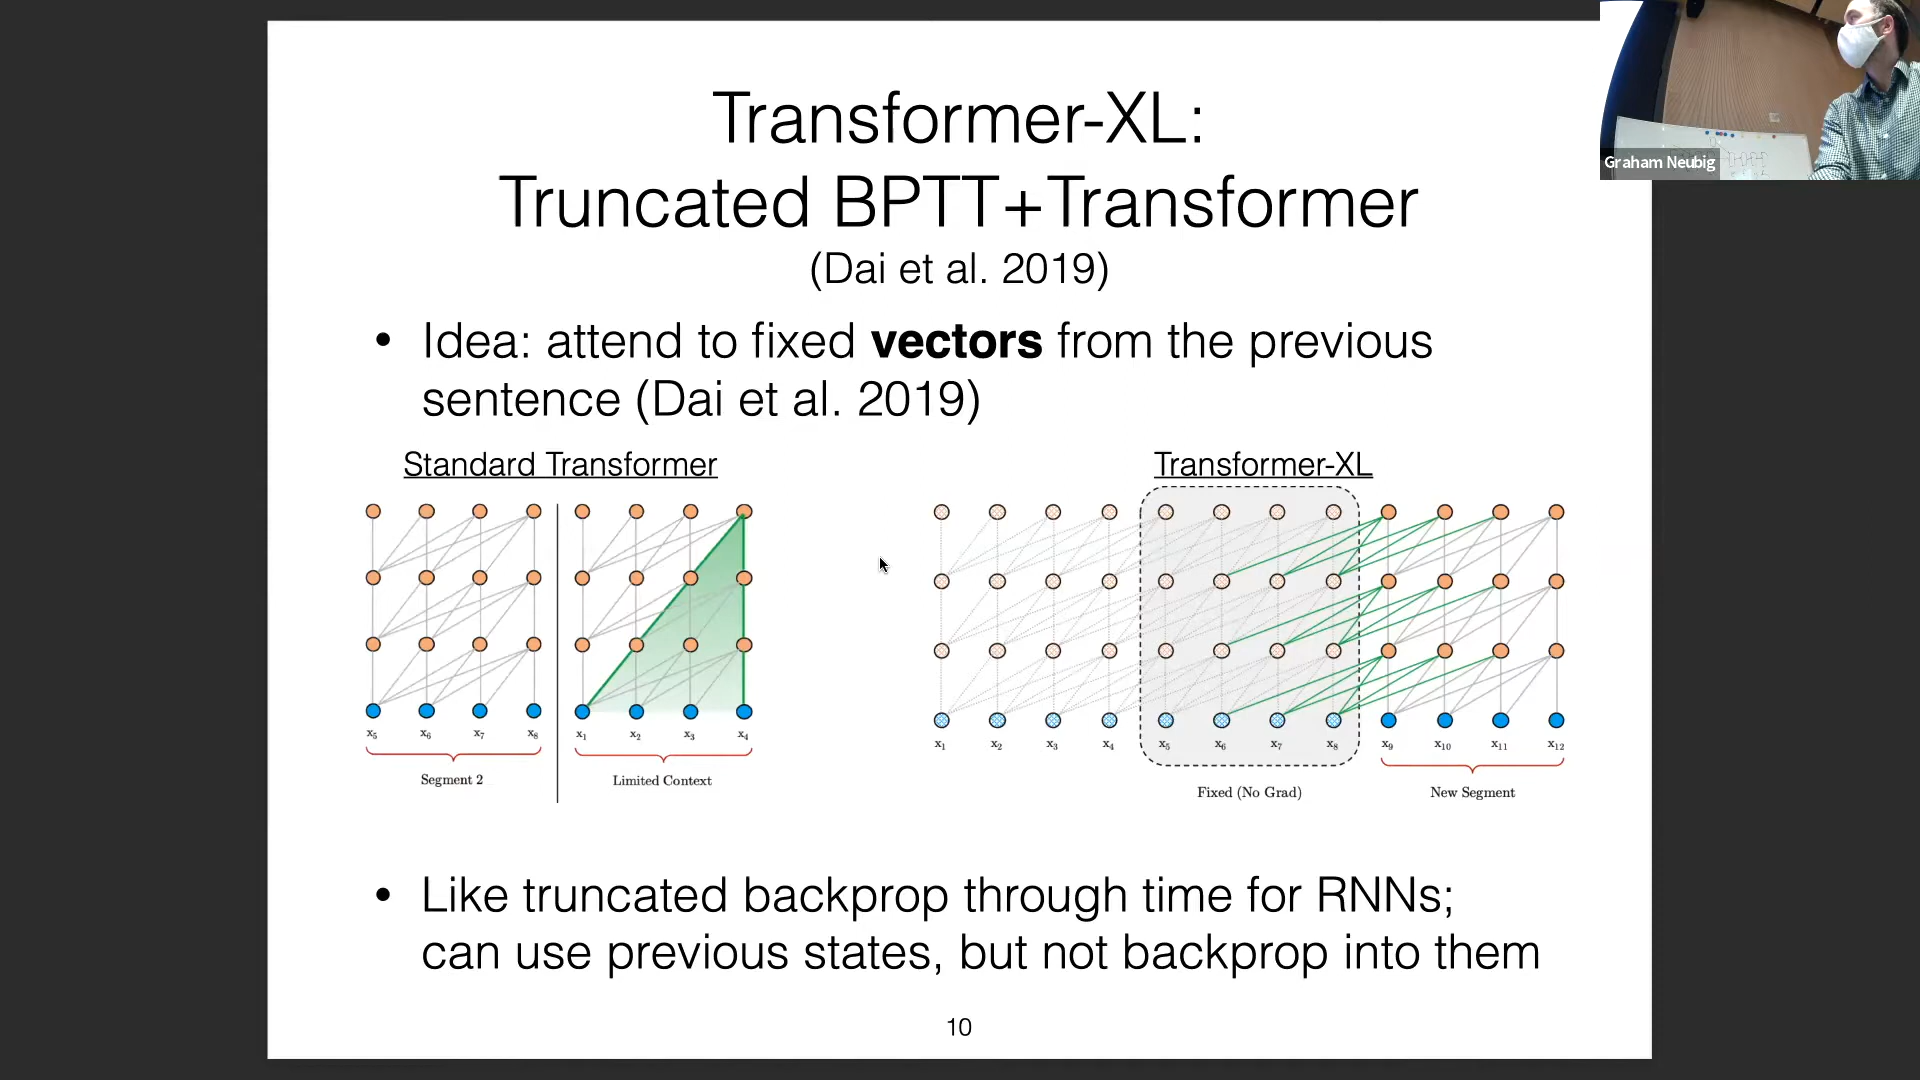 Transformer-XL:
Truncated BPTT+Transformer
(Dai et al. 2019)
• Idea: attend to fixed vectors from the previous
sentence (Dai et al. 2019)
Standard Transformer
x5 x6 x7 x8
Segment 2
x1 x2 x3 x4
Limited Context
Transformer-XL
x1 x2 x3 x4 x5 x6 x7 x8 x9 x10 x11 x12
Fixed (No Grad)
New Segment
• Like truncated backprop through time for RNNs;
can use previous states, but not backprop into them
10
Graham Neubig